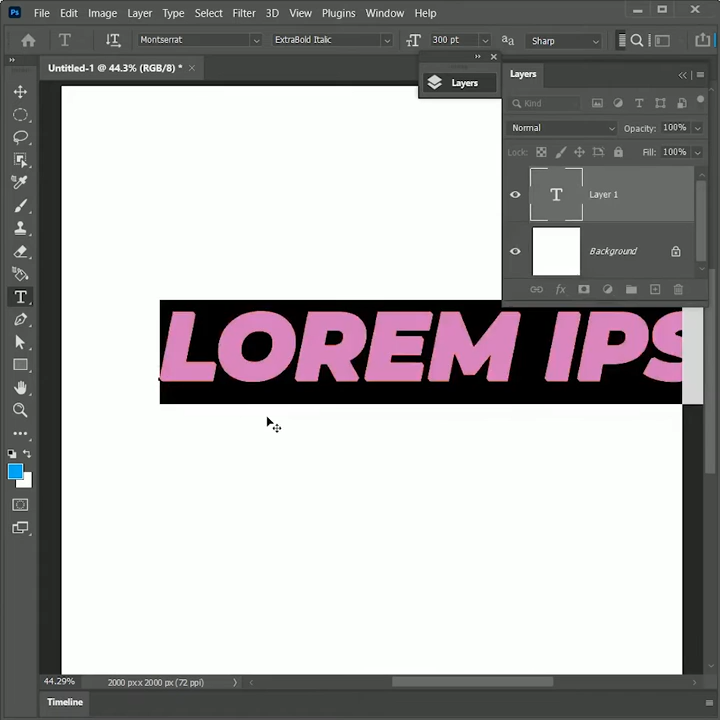 Ps File Edit Image Layer Type Select Filter 3D View Plugins Window Help
T Montserrat ExtraBold Italic 300 pt Sharp
Untitled-1 @ 44.3% (RGB/8) *
Layers
Layers
Kind
Normal Opacity: 100%
Lock: Fill: 100%
T Layer 1
Background
fx
LOREM IPS
44.29% 2000 px x 2000 px (72 ppi)
Timeline